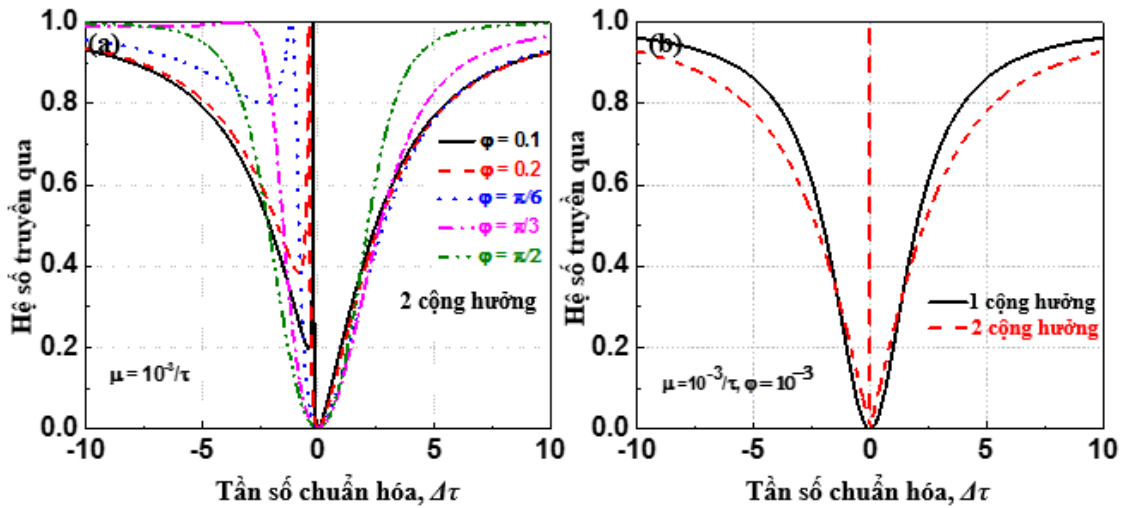 (a)
Hệ số truyền qua
1.0
0.8
0.6
0.4
0.2
0.0
-10
-5
0
5
10
φ = 0.1
φ = 0.2
φ = π/6
φ = π/3
φ = π/2
2 cộng hưởng
Tần số chuẩn hóa, Δτ
(b)
Hệ số truyền qua
1.0
0.8
0.6
0.4
0.2
0.0
-10
-5
0
5
10
1 cộng hưởng
2 cộng hưởng
μ=10⁻³/τ, φ=10⁻³
Tần số chuẩn hóa, Δτ